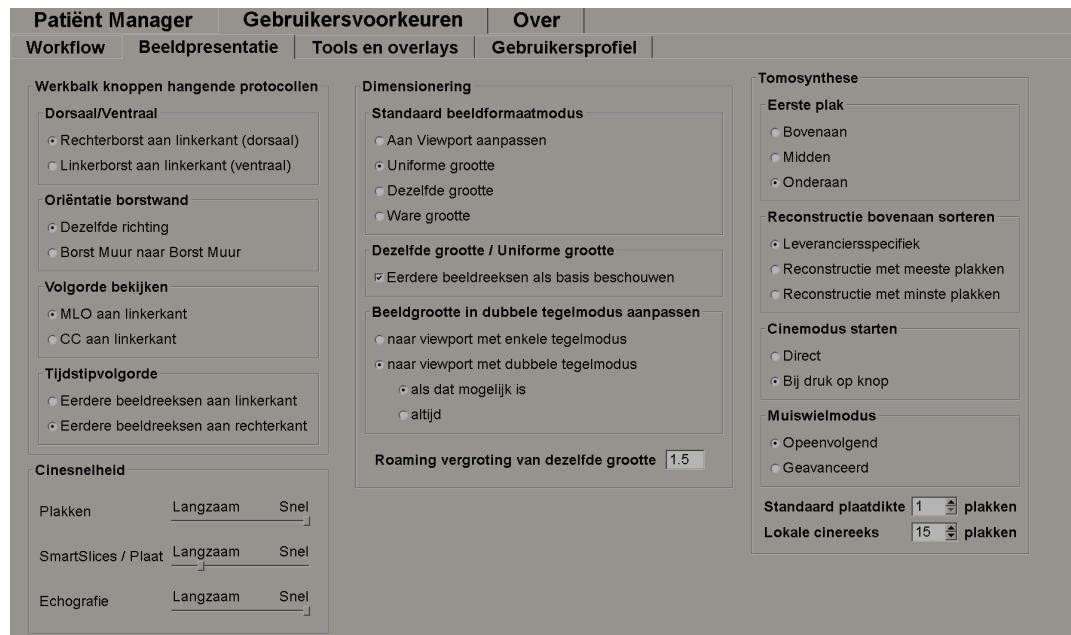 Patiënt Manager
Gebruikersvoorkeuren
Over
Workflow
Beeldpresentatie
Tools en overlays
Gebruikersprofiel
Werkbalk knoppen hangende protocollen
Dorsaal/Ventraal
Rechterborst aan linkerkant (dorsaal)
Linkerborst aan linkerkant (ventraal)
Oriëntatie borstwand
Dezelfde richting
Borst Muur naar Borst Muur
Volgorde bekijken
MLO aan linkerkant
CC aan linkerkant
Tijdstipvolgorde
Eerdere beeldreeksen aan linkerkant
Eerdere beeldreeksen aan rechterkant
Cinesnelheid
Plakken
Langzaam
Snel
SmartSlices / Plaat
Langzaam
Snel
Echografie
Langzaam
Snel
Dimensionering
Standaard beeldformaatmodus
Aan Viewport aanpassen
Uniforme grootte
Dezelfde grootte
Ware grootte
Dezelfde grootte / Uniforme grootte
Eerdere beeldreeksen als basis beschouwen
Beeldgrootte in dubbele tegelmodus aanpassen
naar viewport met enkele tegelmodus
naar viewport met dubbele tegelmodus
als dat mogelijk is
altijd
Roaming vergroting van dezelfde grootte 1.5
Tomosynthese
Eerste plak
Bovenaan
Midden
Onderaan
Reconstructie bovenaan sorteren
Leveranciersspecifiek
Reconstructie met meeste plakken
Reconstructie met minste plakken
Cinemodus starten
Direct
Bij druk op knop
Muiswielmodus
Opeenvolgend
Geavanceerd
Standaard plaatdikte 1 plakken
Lokale cinereeks 15 plakken